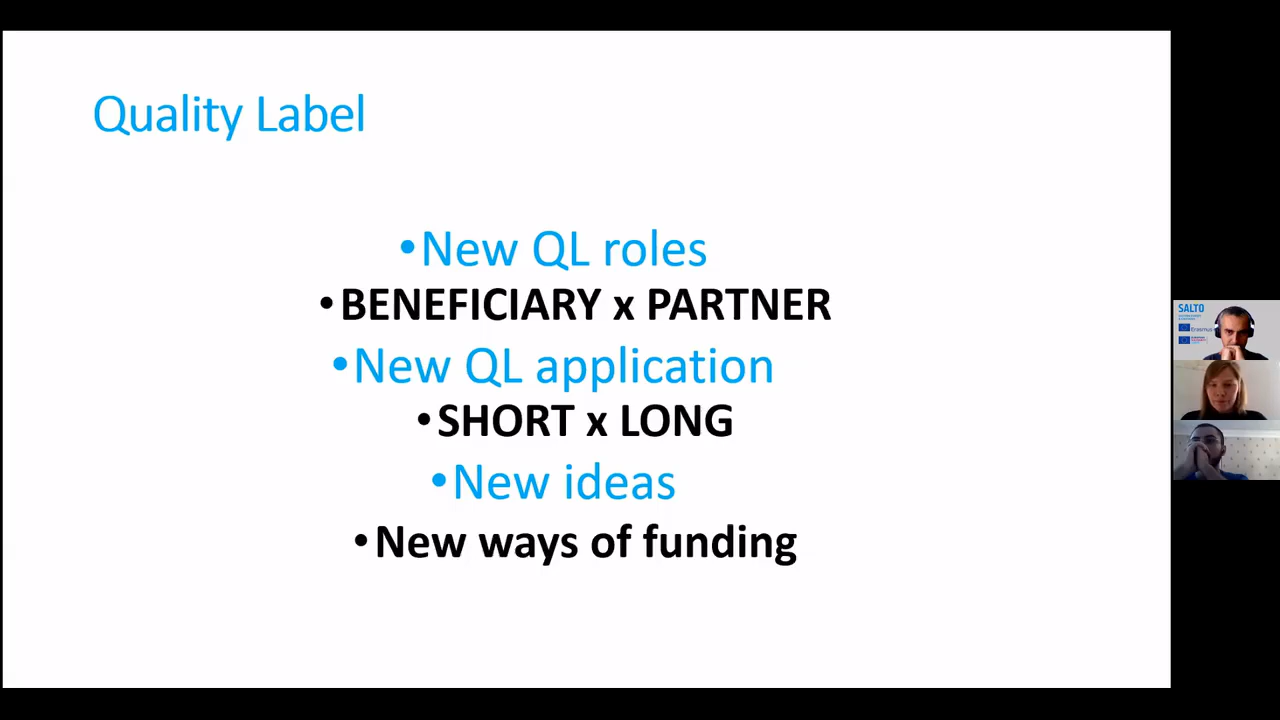 Quality Label
•New QL roles
•BENEFICIARY x PARTNER
•New QL application
•SHORT x LONG
•New ideas
•New ways of funding
SALTO
Erasmus